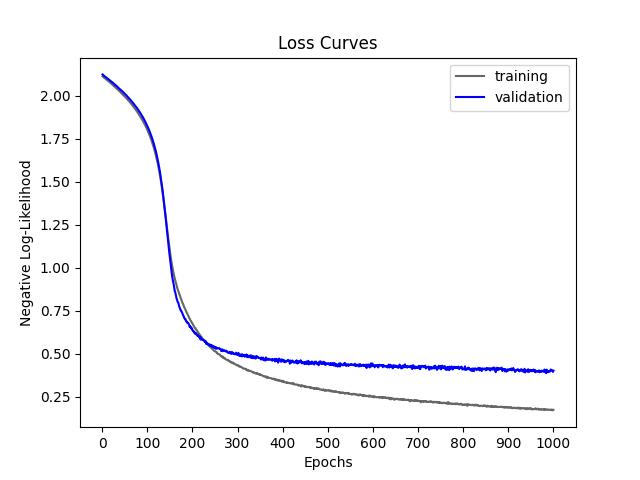 Loss Curves
training
validation
Negative Log-Likelihood
2.00
1.75
1.50
1.25
1.00
0.75
0.50
0.25
0 100 200 300 400 500 600 700 800 900 1000
Epochs